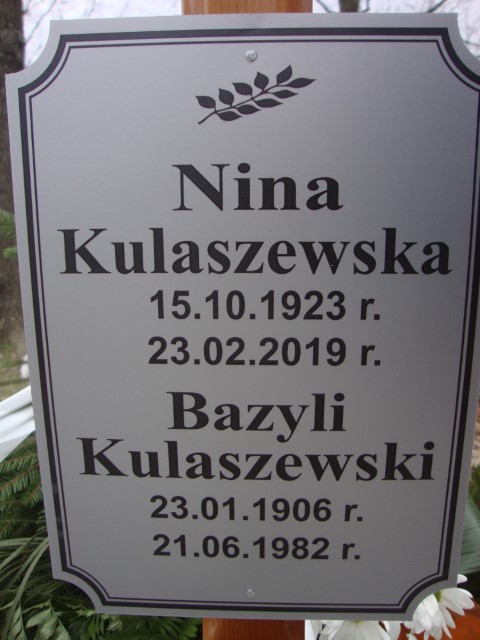 Nina
Kulaszewska
15.10.1923 r.
23.02.2019 r.
Bazyli
Kulaszewski
23.01.1906 r.
21.06.1982 r.